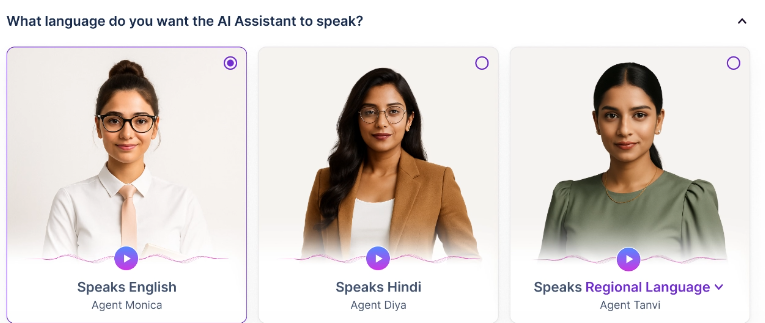 What language do you want the AI Assistant to speak?
Speaks English
Agent Monica
Speaks Hindi
Agent Diya
Speaks Regional Language
Agent Tanvi